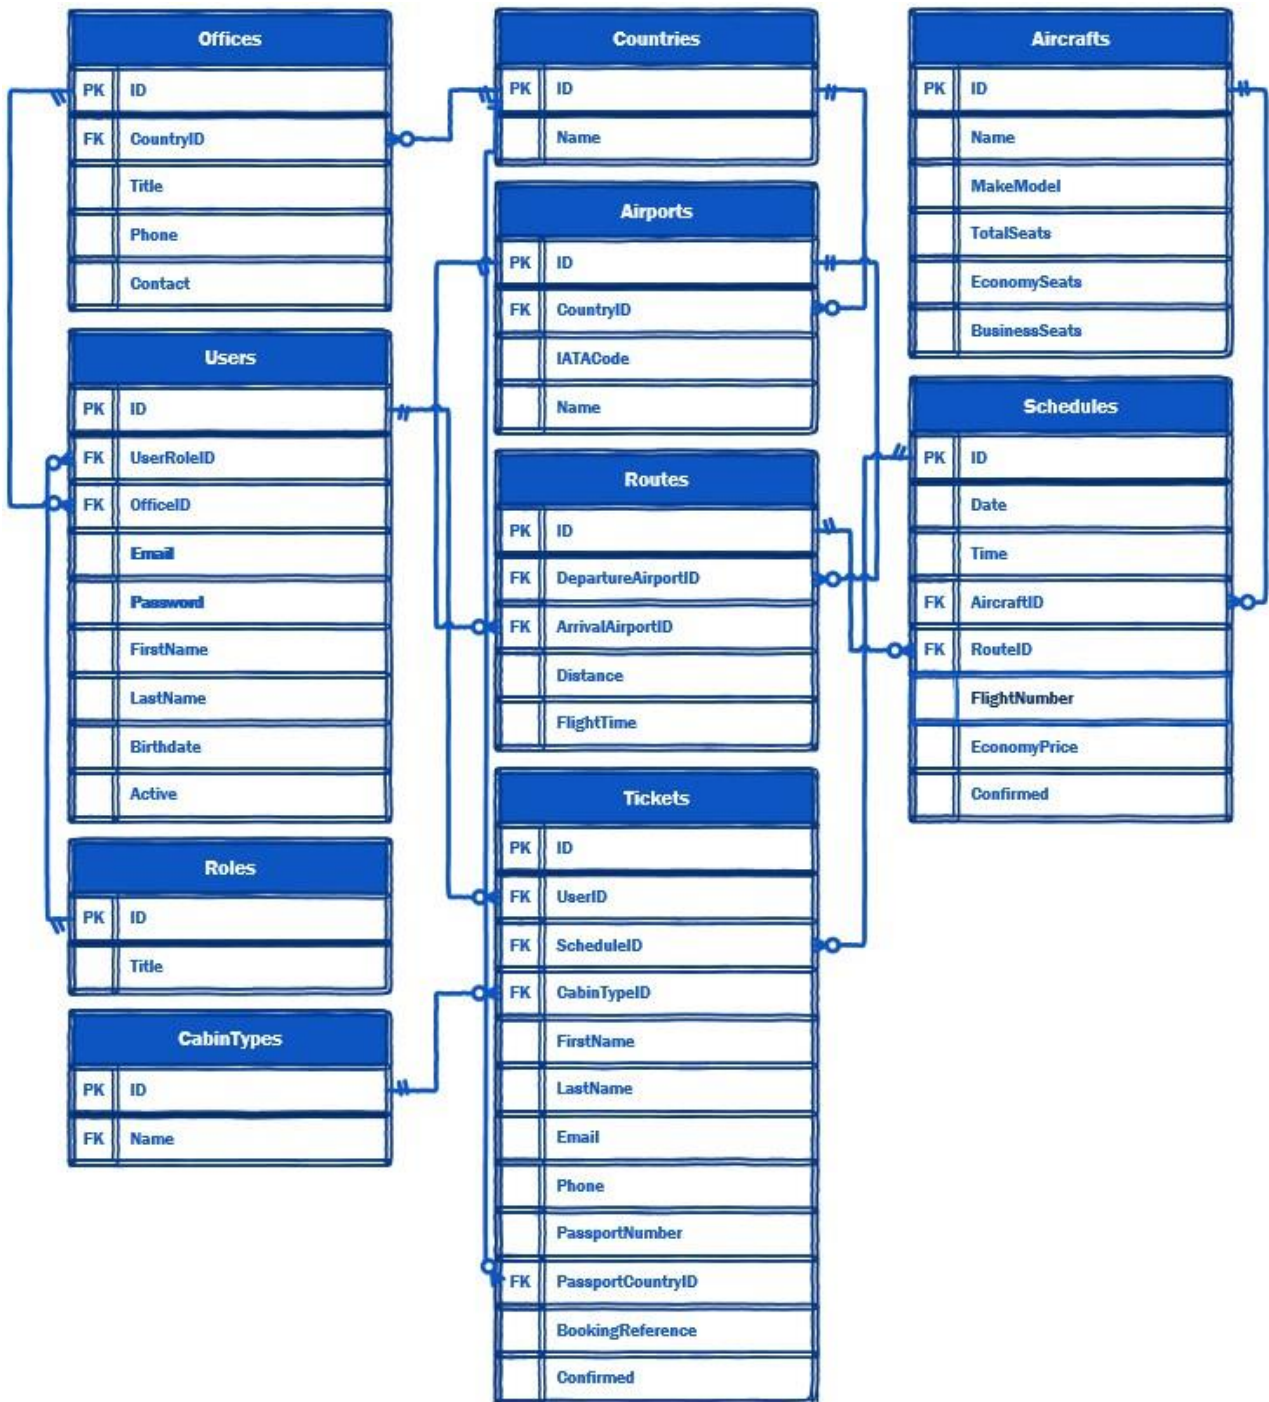 Offices
PK ID
FK CountryID
Title
Phone
Contact
Users
PK ID
FK UserRoleID
FK OfficeID
Email
Password
FirstName
LastName
Birthdate
Active
Roles
PK ID
Title
CabinTypes
PK ID
FK Name
Countries
PK ID
Name
Airports
PK ID
FK CountryID
IATACode
Name
Routes
PK ID
FK DepartureAirportID
FK ArrivalAirportID
Distance
FlightTime
Tickets
PK ID
FK UserID
FK ScheduleID
FK CabinTypeID
FirstName
LastName
Email
Phone
PassportNumber
FK PassportCountryID
BookingReference
Confirmed
Aircrafts
PK ID
Name
MakeModel
TotalSeats
EconomySeats
BusinessSeats
Schedules
PK ID
Date
Time
FK AircraftID
FK RouteID
FlightNumber
EconomyPrice
Confirmed